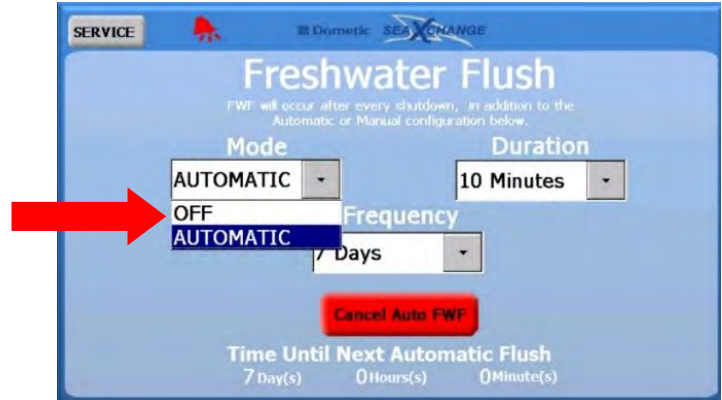 SERVICE
Dometic SEAXCHANGE
Freshwater Flush
FWF will occur after every shutdown, in addition to the
Automatic or Manual configuration below.
Mode
Duration
AUTOMATIC
10 Minutes
OFF
AUTOMATIC
Frequency
7 Days
Cancel Auto FWF
Time Until Next Automatic Flush
7 Day(s) 0 Hours(s) 0 Minute(s)